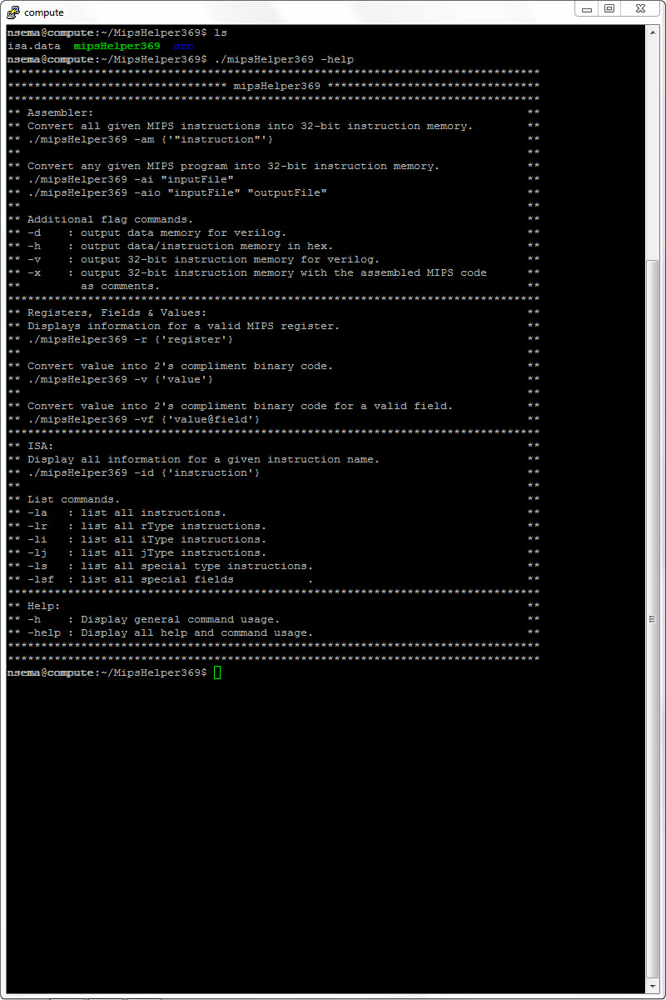 compute
nsema@compute:~/MipsHelper369$ ls
isa.data  mipsHelper369  src
nsema@compute:~/MipsHelper369$ ./mipsHelper369 -help
********************************************************************************
********************************* mipsHelper369 ********************************
********************************************************************************
** Assembler:                                                                 **
** Convert all given MIPS instructions into 32-bit instruction memory.        **
** ./mipsHelper369 -am {'"instruction"'}                                      **
**                                                                            **
** Convert any given MIPS program into 32-bit instruction memory.             **
** ./mipsHelper369 -ai "inputFile"                                            **
** ./mipsHelper369 -aio "inputFile" "outputFile"                              **
**                                                                            **
** Additional flag commands.                                                  **
** -d    : output data memory for verilog.                                    **
** -h    : output data/instruction memory in hex.                             **
** -v    : output 32-bit instruction memory for verilog.                      **
** -x    : output 32-bit instruction memory with the assembled MIPS code      **
**         as comments.                                                       **
********************************************************************************
** Registers, Fields & Values:                                                **
** Displays information for a valid MIPS register.                            **
** ./mipsHelper369 -r {'register'}                                            **
**                                                                            **
** Convert value into 2's compliment binary code.                             **
** ./mipsHelper369 -v {'value'}                                               **
**                                                                            **
** Convert value into 2's compliment binary code for a valid field.           **
** ./mipsHelper369 -vf {'value@field'}                                        **
********************************************************************************
** ISA:                                                                       **
** Display all information for a given instruction name.                      **
** ./mipsHelper369 -id {'instruction'}                                        **
**                                                                            **
** List commands.                                                             **
** -la   : list all instructions.                                             **
** -lr   : list all rType instructions.                                       **
** -li   : list all iType instructions.                                       **
** -lj   : list all jType instructions.                                       **
** -ls   : list all special type instructions.                                **
** -lsf  : list all special fields           .                                **
********************************************************************************
** Help:                                                                      **
** -h    : Display general command usage.                                     **
** -help : Display all help and command usage.                                **
********************************************************************************
********************************************************************************
nsema@compute:~/MipsHelper369$